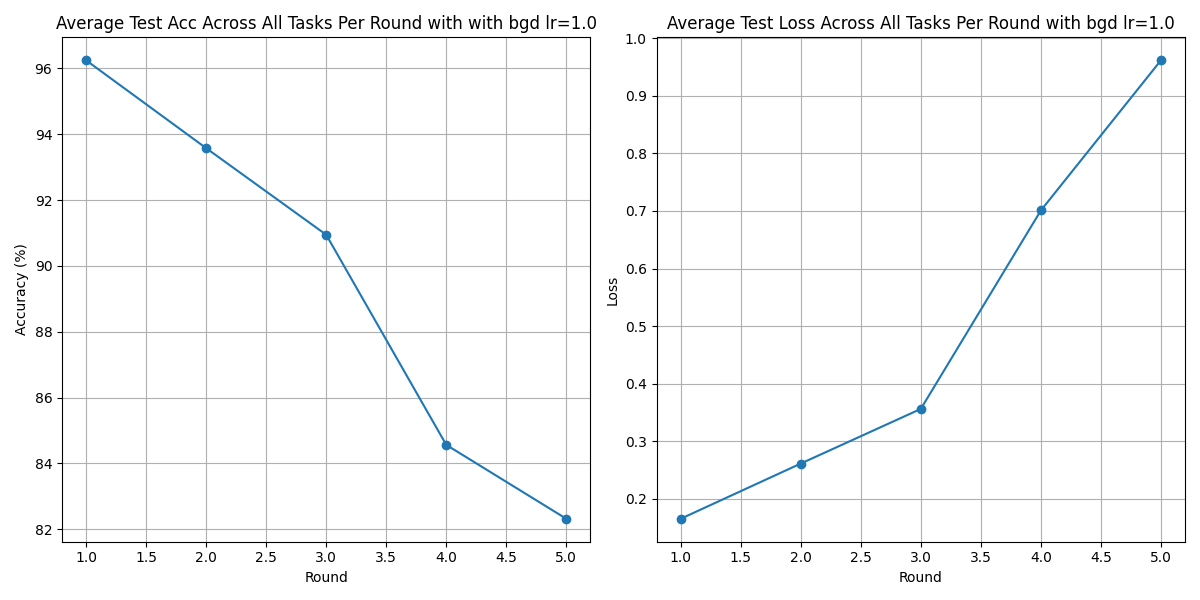 Average Test Acc Across All Tasks Per Round with with bgd lr=1.0
Accuracy (%)
96
94
92
90
88
86
84
82
1.0 1.5 2.0 2.5 3.0 3.5 4.0 4.5 5.0
Round
Average Test Loss Across All Tasks Per Round with bgd lr=1.0
Loss
1.0
0.9
0.8
0.7
0.6
0.5
0.4
0.3
0.2
1.0 1.5 2.0 2.5 3.0 3.5 4.0 4.5 5.0
Round